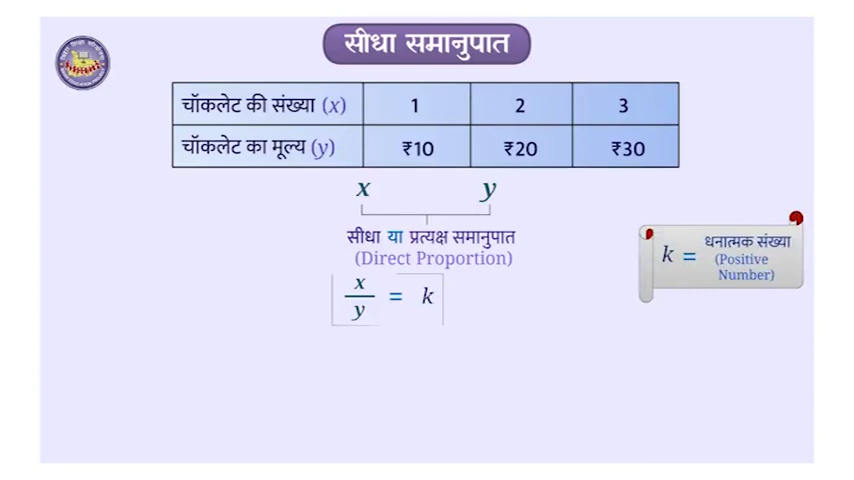 सीधा समानुपात
चॉकलेट की संख्या (x) 1 2 3
चॉकलेट का मूल्य (y) ₹10 ₹20 ₹30
x y
सीधा या प्रत्यक्ष समानुपात
(Direct Proportion)
x
y
= k
k = धनात्मक संख्या
(Positive
Number)